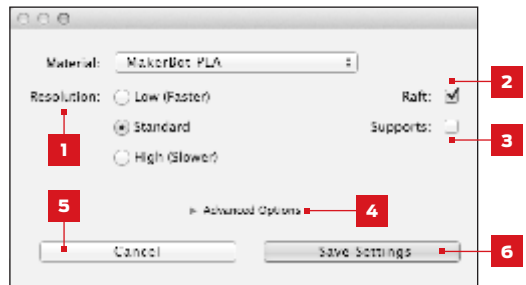 Material: MakerBot PLA
Resolution: Low (Faster)
Raft:
2
Standard
Supports:
3
1
High (Slower)
5
Advanced Options
4
Cancel
Save Settings
6